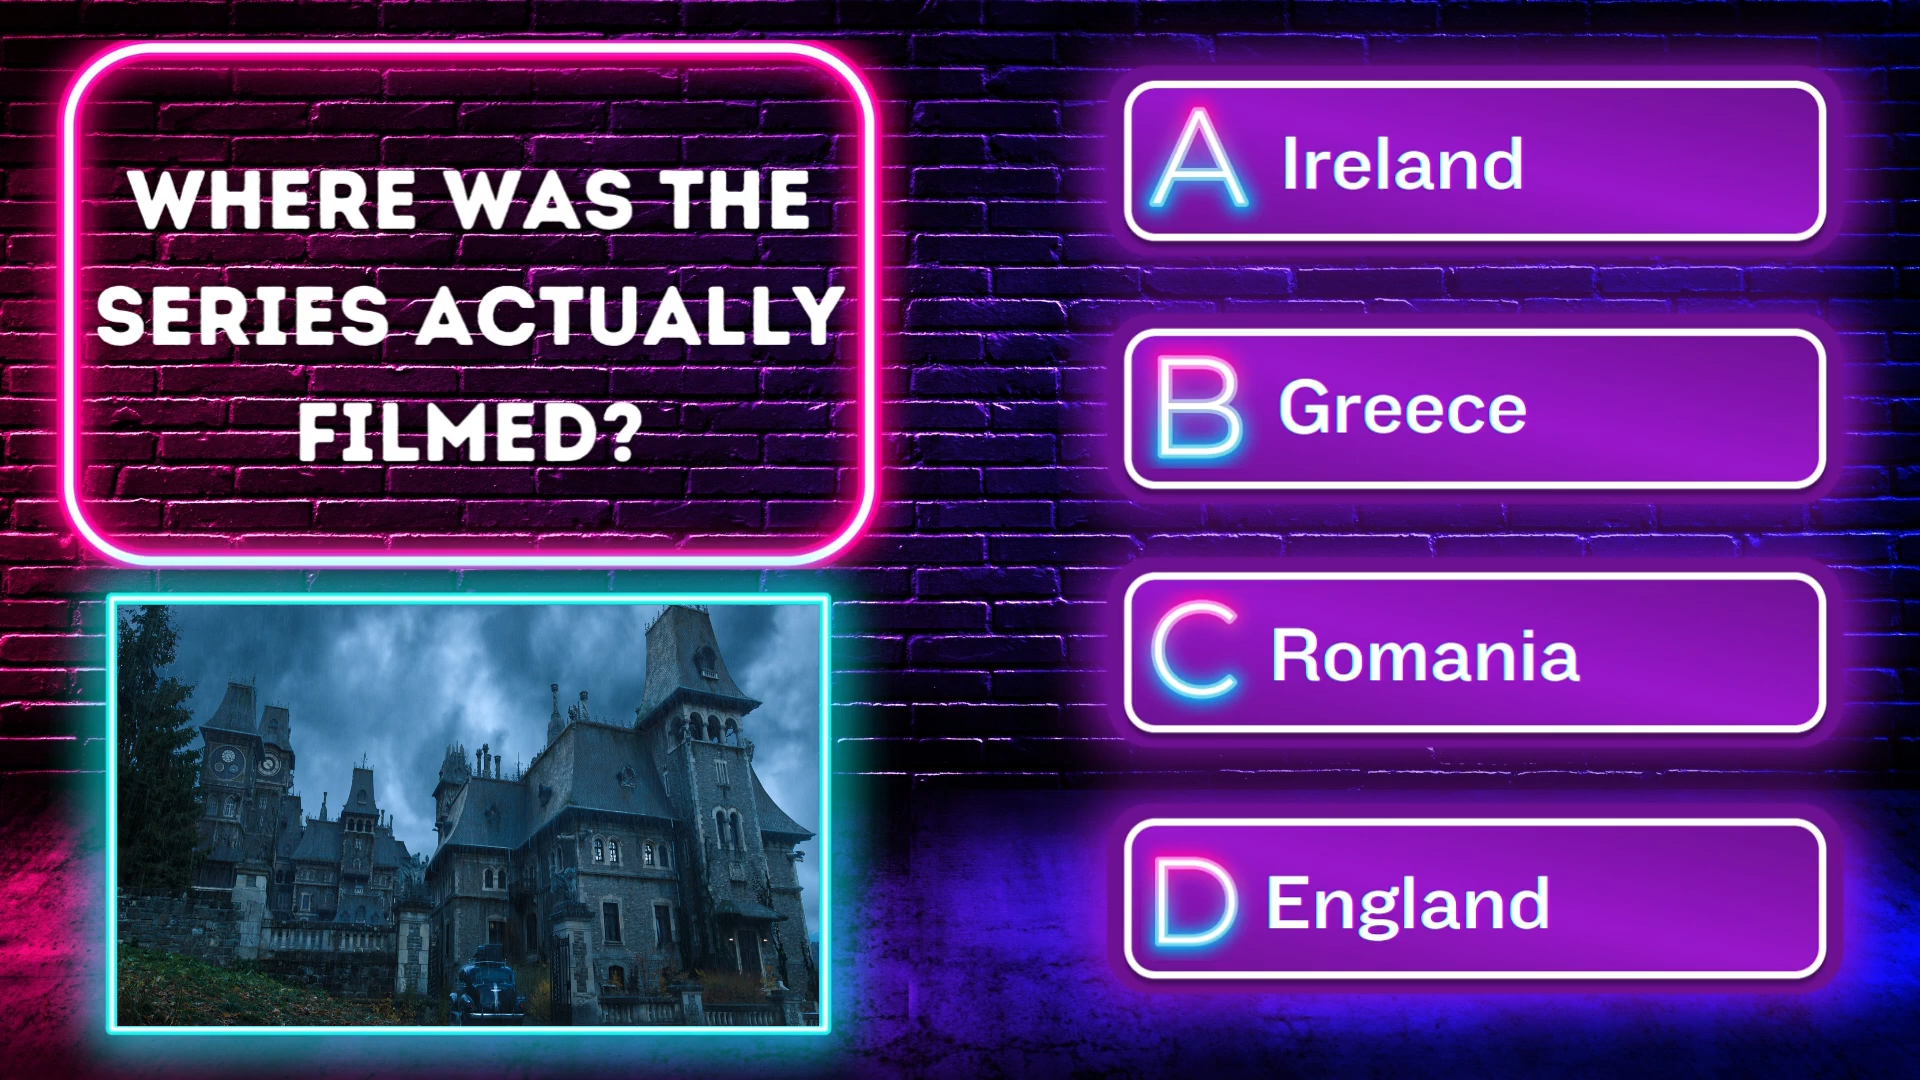 WHERE WAS THE
SERIES ACTUALLY
FILMED?
A Ireland
B Greece
C Romania
D England